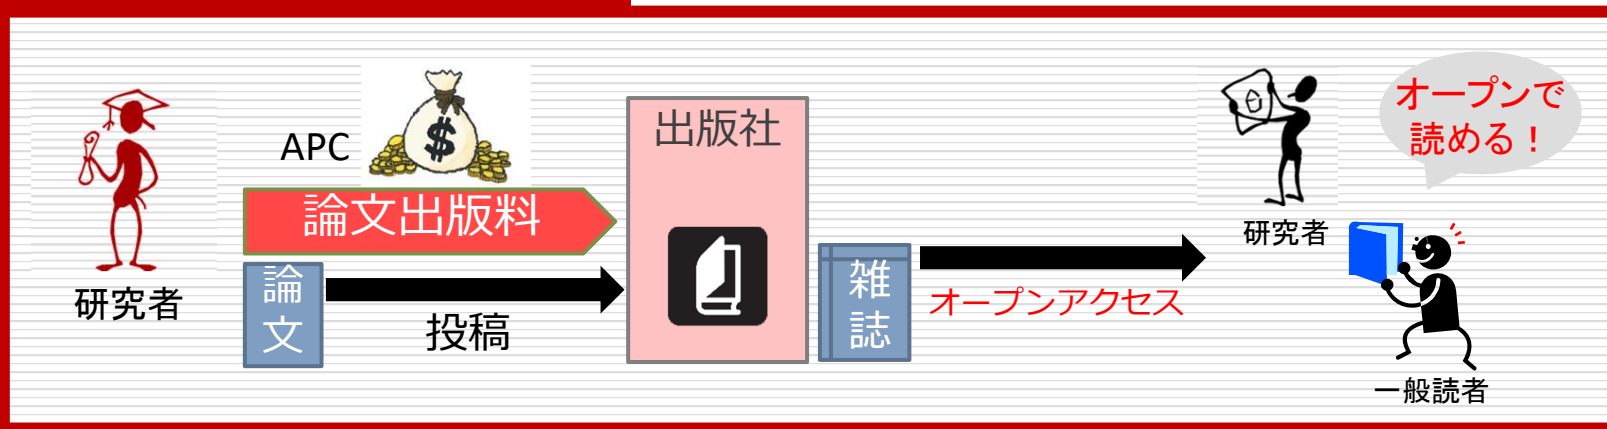 研究者
APC
論文出版料
論
文
投稿
出版社
雑
誌
オープンアクセス
研究者
オープンで
読める！
一般読者